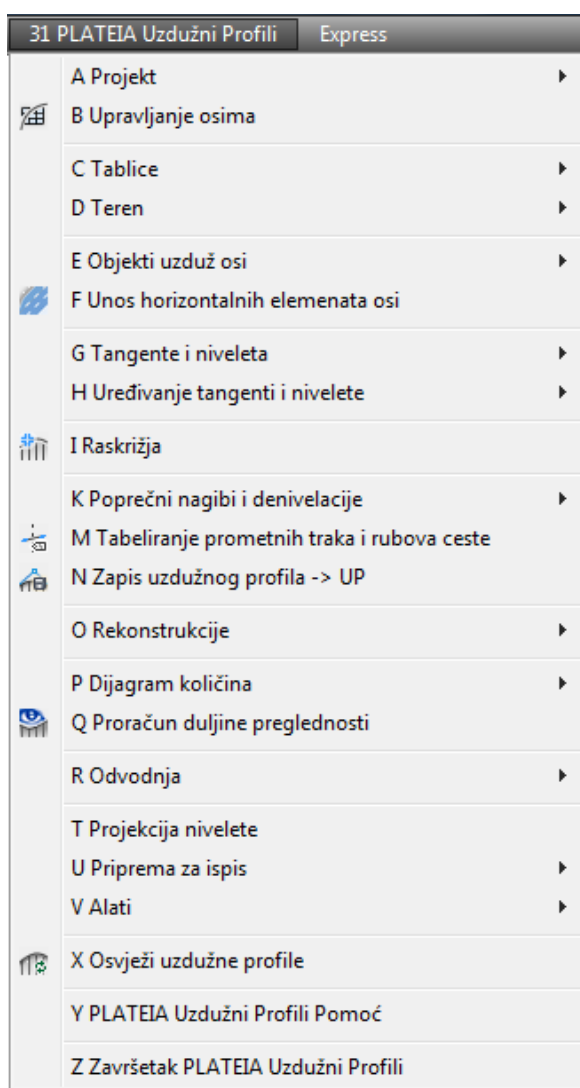 31 PLATEIA Uzdužni Profili Express
A Projekt
B Upravljanje osima
C Tablice
D Teren
E Objekti uzduž osi
F Unos horizontalnih elemenata osi
G Tangente i niveleta
H Uređivanje tangenti i nivelete
I Raskrižja
K Poprečni nagibi i denivelacije
M Tabeliranje prometnih traka i rubova ceste
N Zapis uzdužnog profila -> UP
O Rekonstrukcije
P Dijagram količina
Q Proračun duljine preglednosti
R Odvodnja
T Projekcija nivelete
U Priprema za ispis
V Alati
X Osvježi uzdužne profile
Y PLATEIA Uzdužni Profili Pomoć
Z Završetak PLATEIA Uzdužni Profili